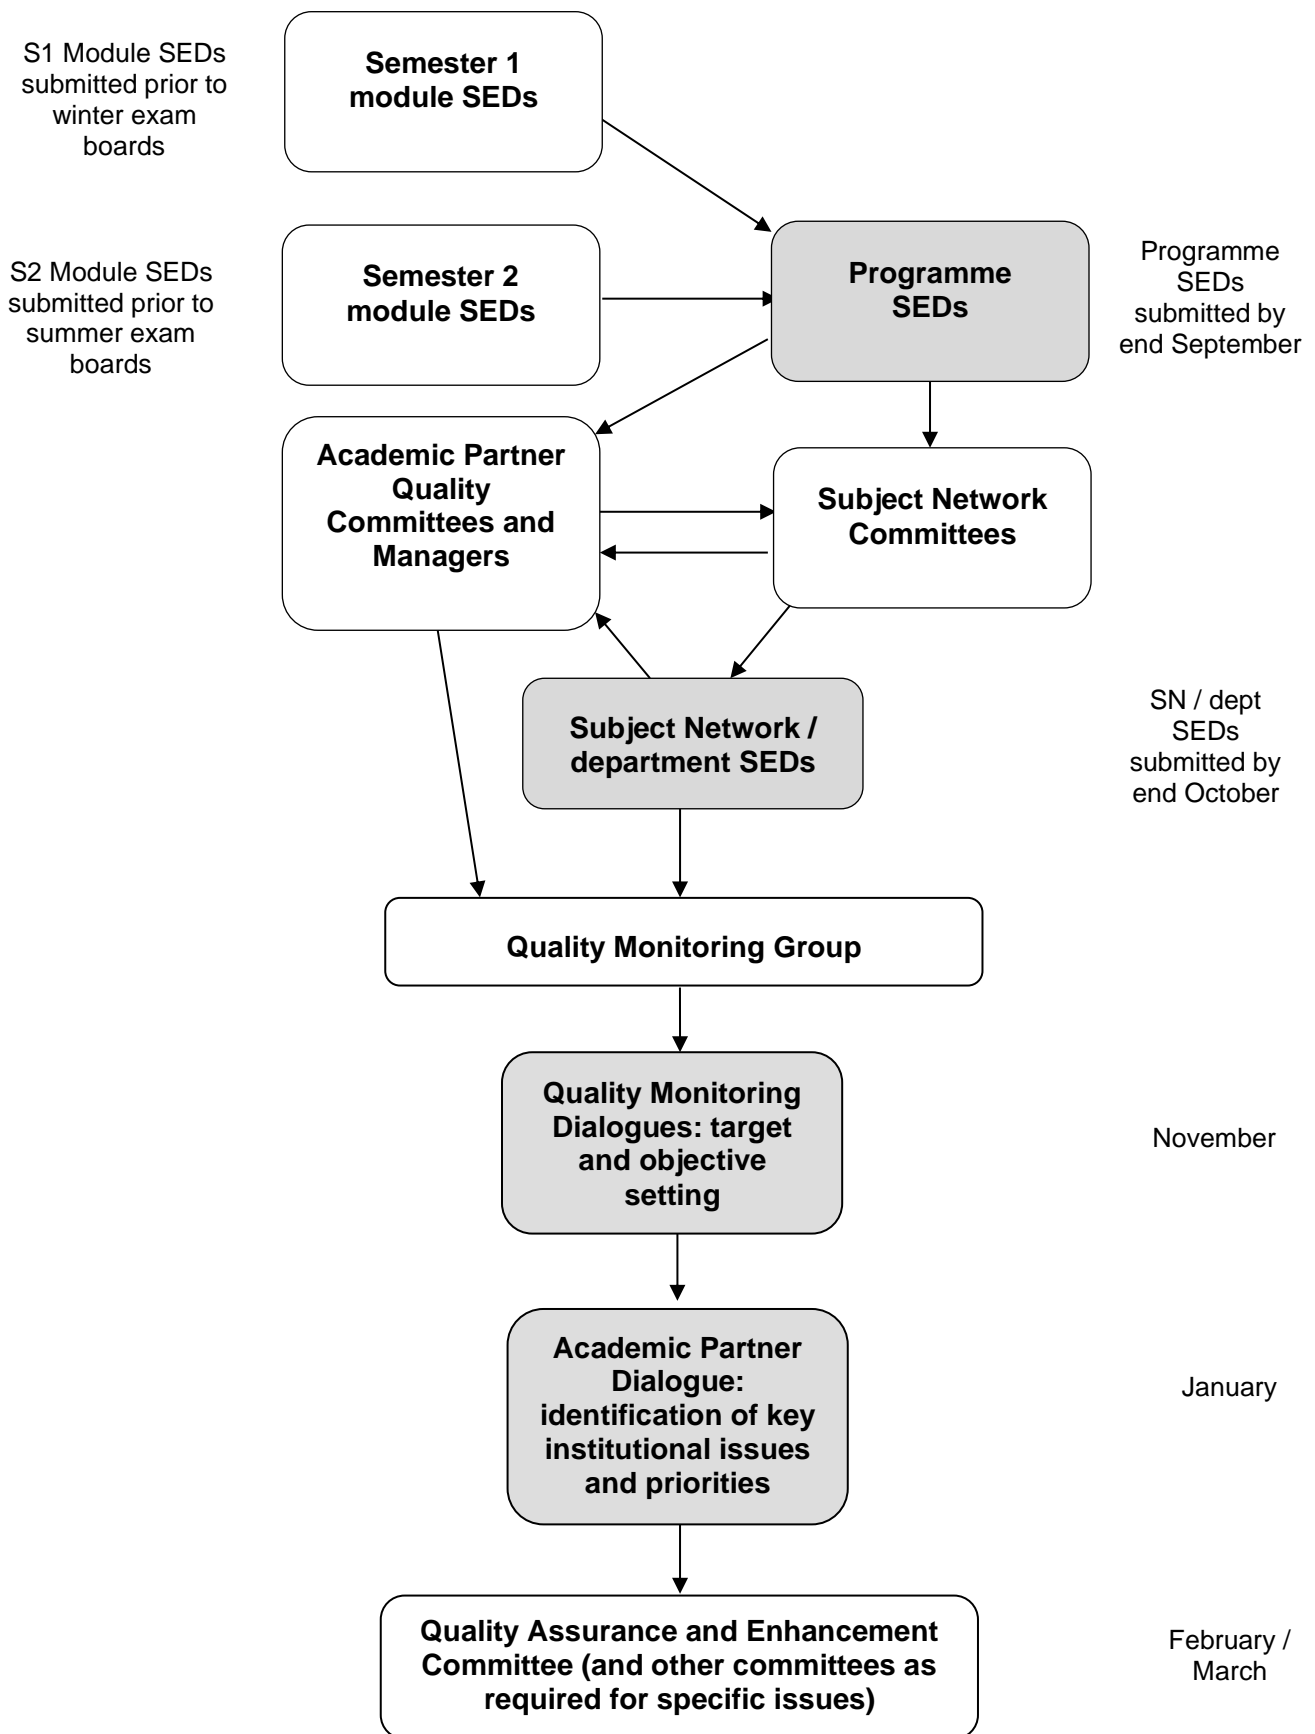 S1 Module SEDs
submitted prior to
winter exam
boards
Semester 1
module SEDs
S2 Module SEDs
submitted prior to
summer exam
boards
Semester 2
module SEDs
Programme
SEDs
Programme
SEDs
submitted by
end September
Academic Partner
Quality
Committees and
Managers
Subject Network
Committees
Subject Network /
department SEDs
SN / dept
SEDs
submitted by
end October
Quality Monitoring Group
Quality Monitoring
Dialogues: target
and objective
setting
November
Academic Partner
Dialogue:
identification of key
institutional issues
and priorities
January
Quality Assurance and Enhancement
Committee (and other committees as
required for specific issues)
February /
March